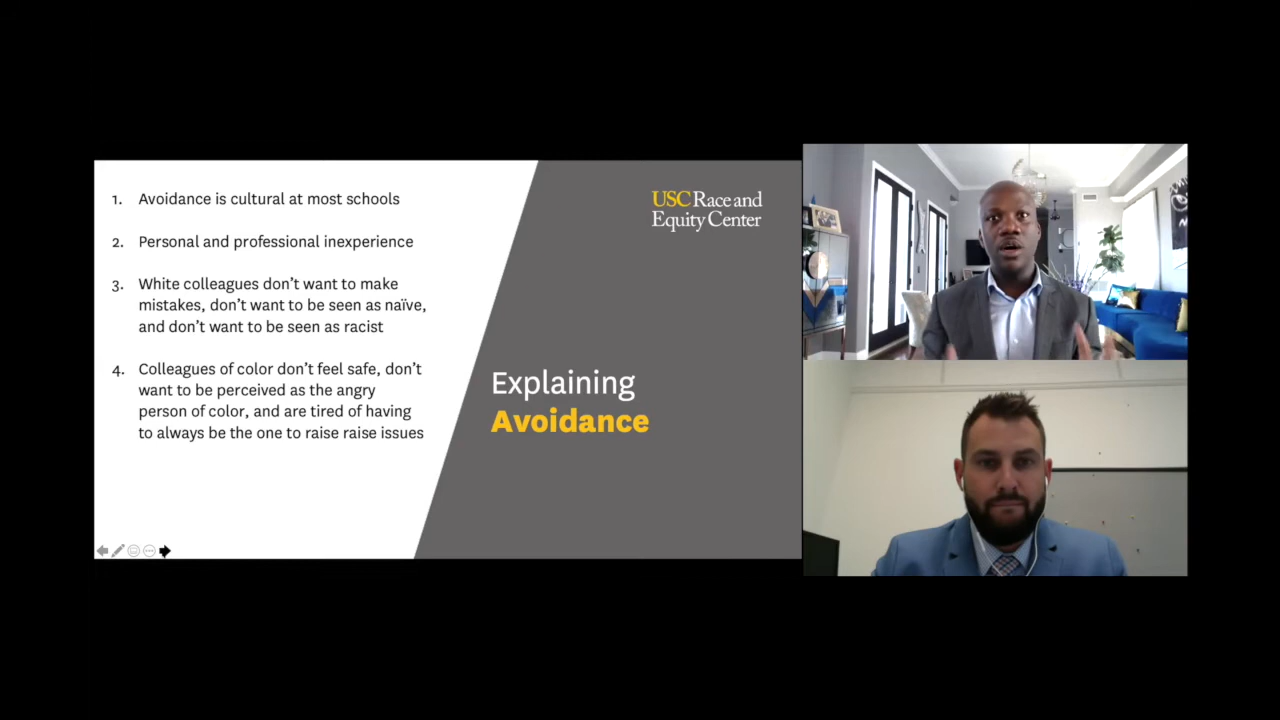 1. Avoidance is cultural at most schools
2. Personal and professional inexperience
3. White colleagues don’t want to make
mistakes, don’t want to be seen as naïve,
and don’t want to be seen as racist
4. Colleagues of color don’t feel safe, don’t
want to be perceived as the angry
person of color, and are tired of having
to always be the one to raise raise issues
USC Race and
Equity Center
Explaining
Avoidance